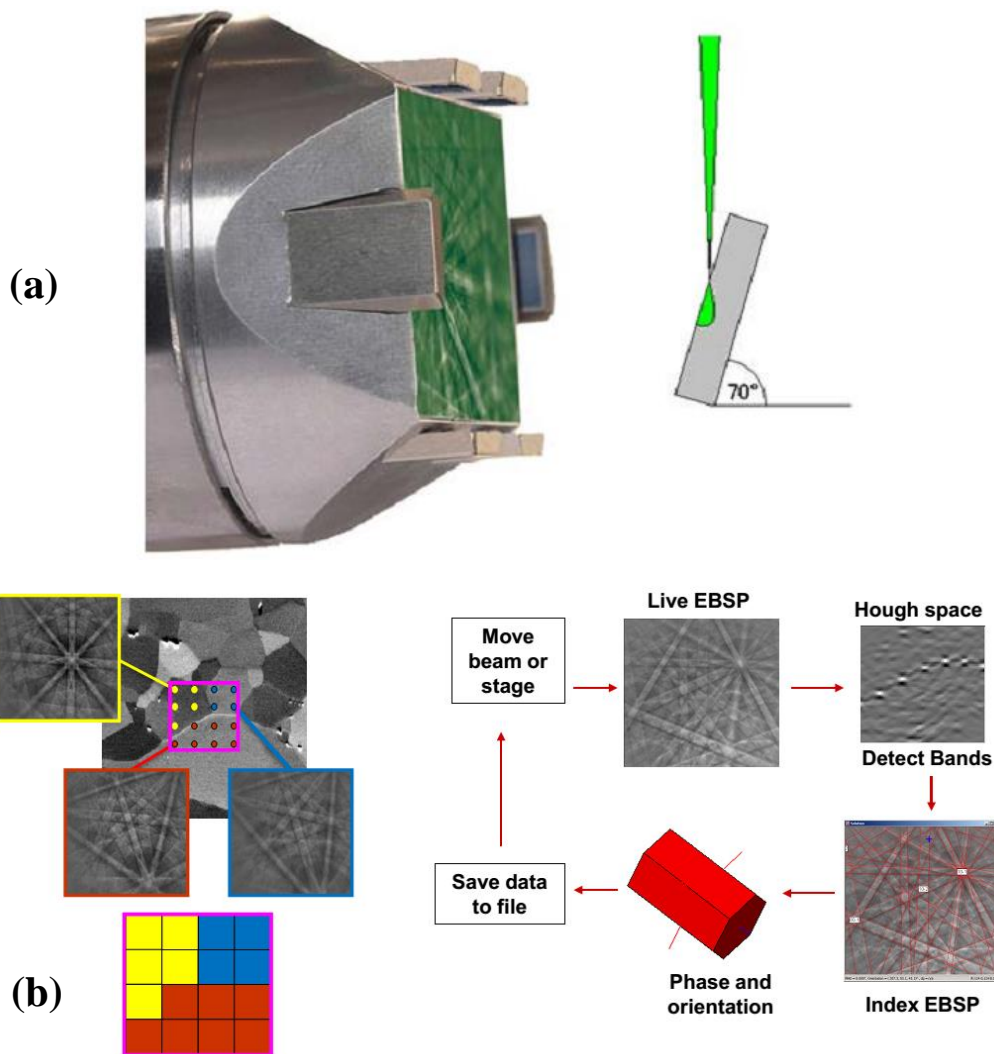 (a)
70°
Live EBSP
Hough space
Move
beam or
stage
Detect Bands
Save data
to file
Phase and
orientation
Index EBSP
(b)